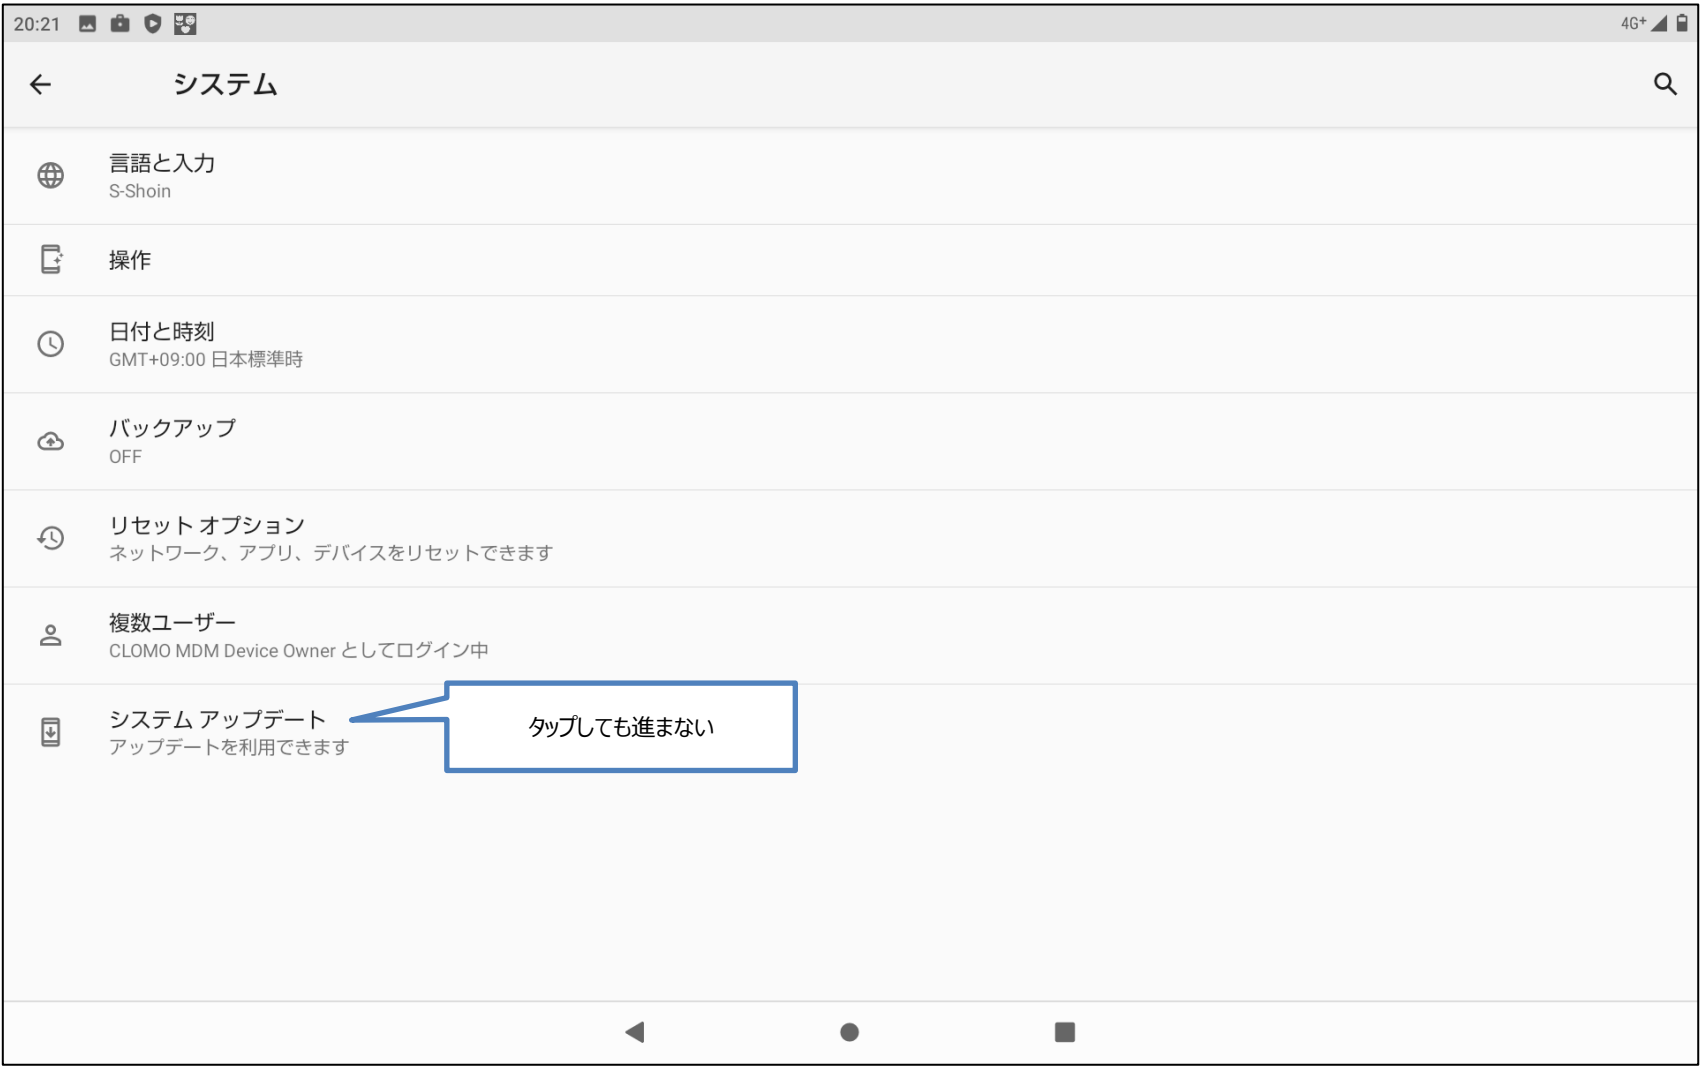 20:21
4G+
システム
言語と入力
S-Shoin
操作
日付と時刻
GMT+09:00 日本標準時
バックアップ
OFF
リセット オプション
ネットワーク、アプリ、デバイスをリセットできます
複数ユーザー
CLOMO MDM Device Owner としてログイン中
システム アップデート
アップデートを利用できます
タップしても進まない